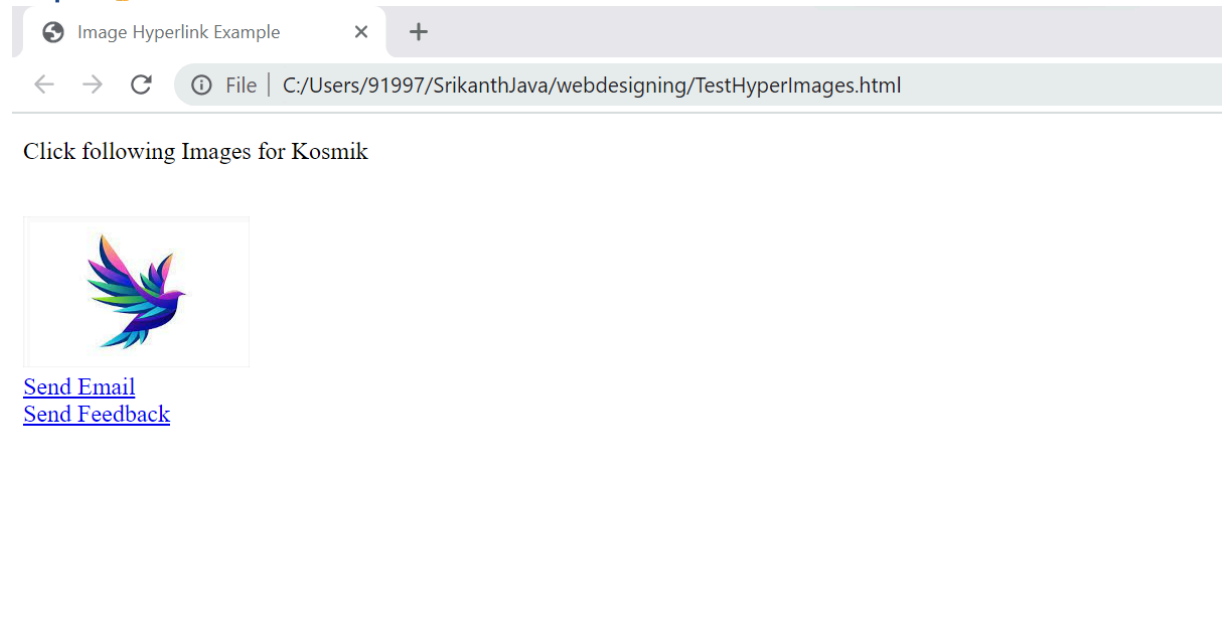 Image Hyperlink Example
File C:/Users/91997/SrikanthJava/webdesigning/TestHyperImages.html
Click following Images for Kosmik
Send Email
Send Feedback